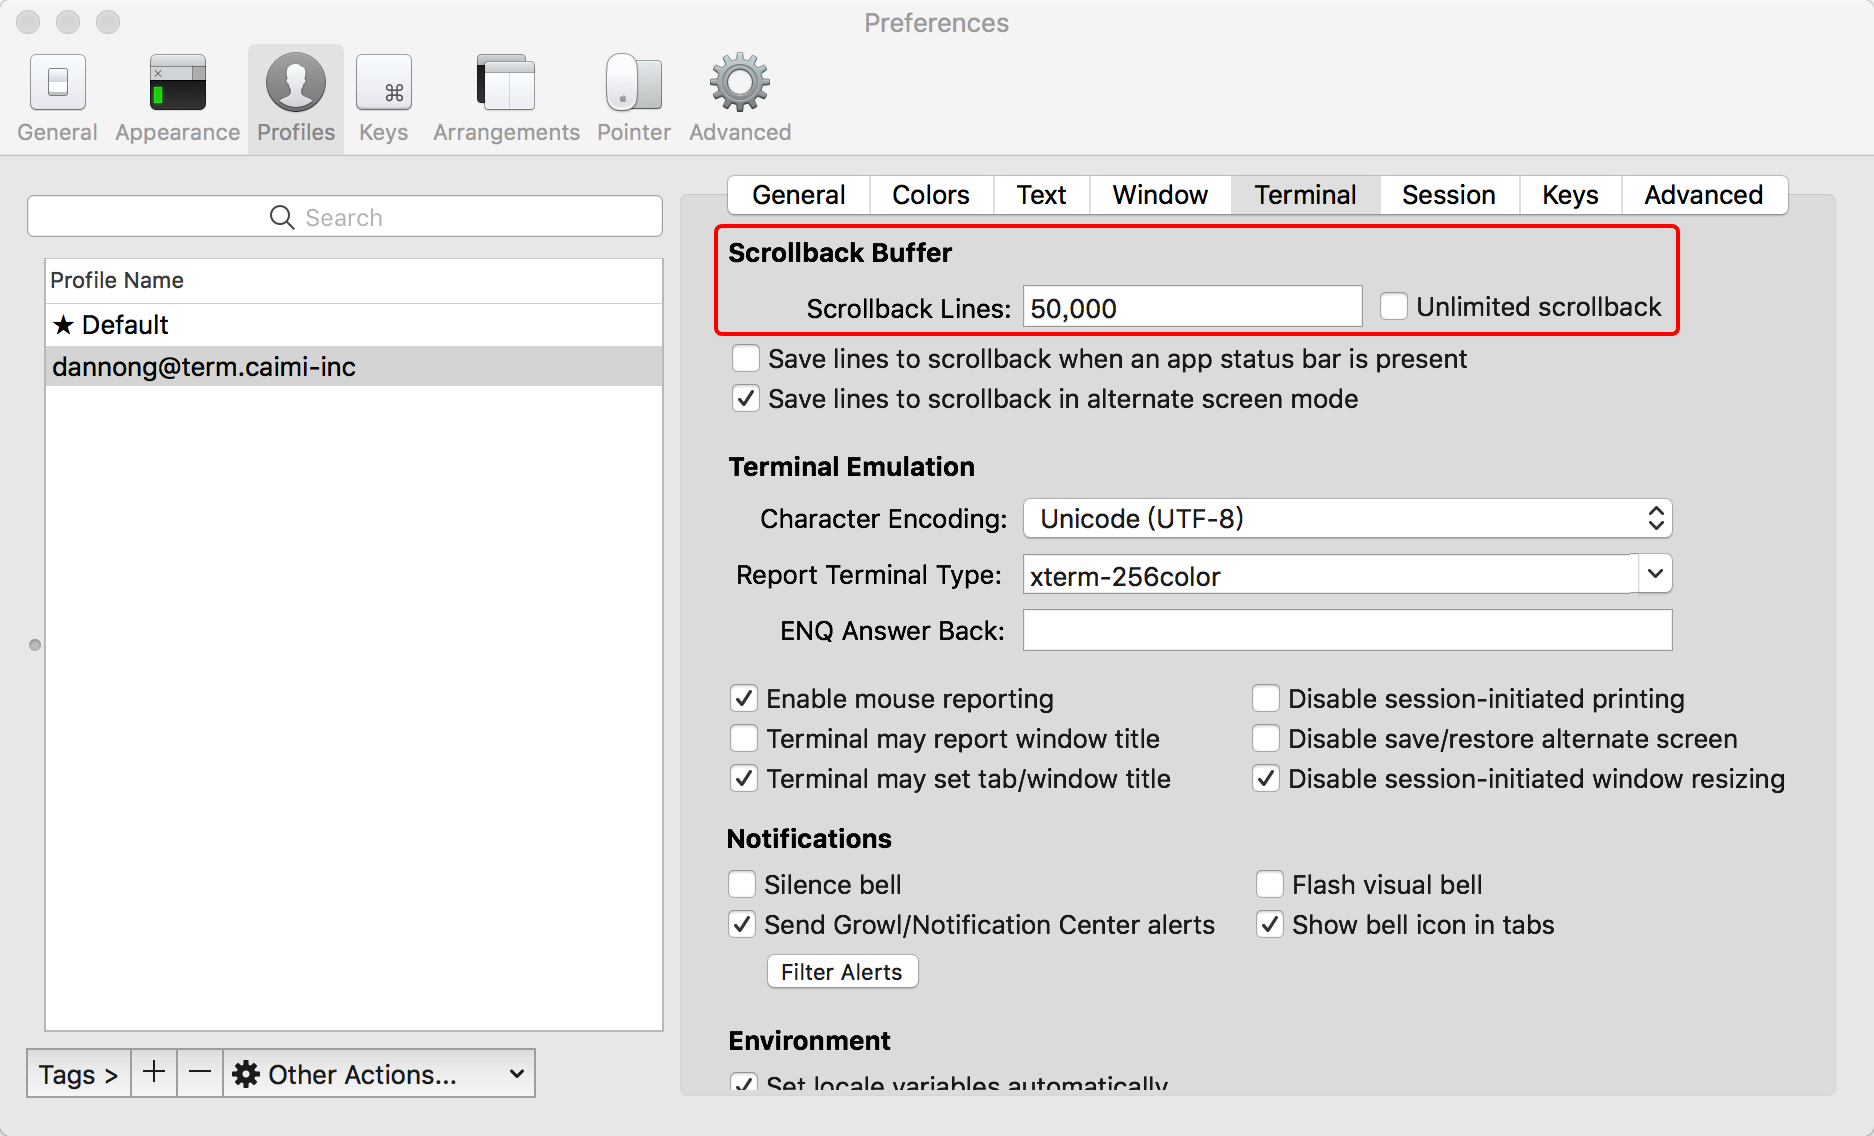 Preferences
General Appearance Profiles Keys Arrangements Pointer Advanced
Search
Profile Name
★ Default
dannong@term.caimi-inc
Tags > + − Other Actions...
General Colors Text Window Terminal Session Keys Advanced
Scrollback Buffer
Scrollback Lines: 50,000 Unlimited scrollback
Save lines to scrollback when an app status bar is present
Save lines to scrollback in alternate screen mode
Terminal Emulation
Character Encoding: Unicode (UTF-8)
Report Terminal Type: xterm-256color
ENQ Answer Back:
Enable mouse reporting Disable session-initiated printing
Terminal may report window title Disable save/restore alternate screen
Terminal may set tab/window title Disable session-initiated window resizing
Notifications
Silence bell Flash visual bell
Send Growl/Notification Center alerts Show bell icon in tabs
Filter Alerts
Environment
Set locale variables automatically